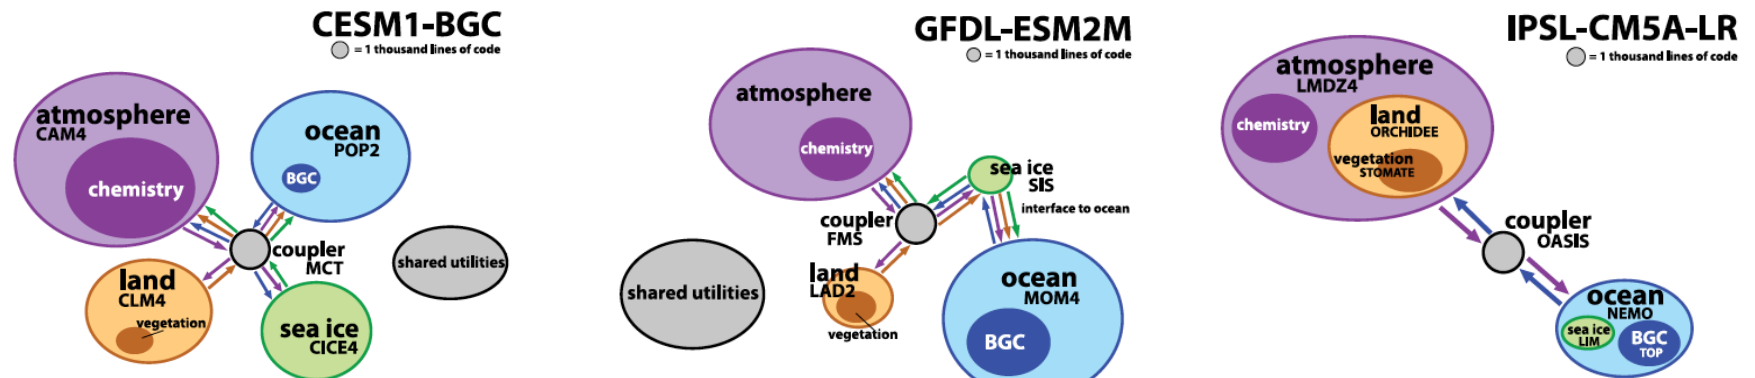 CESM1-BGC
= 1 thousand lines of code
atmosphere
CAM4
chemistry
ocean
POP2
BGC
coupler
MCT
shared utilities
land
CLM4
vegetation
sea ice
CICE4
GFDL-ESM2M
= 1 thousand lines of code
atmosphere
chemistry
sea ice
SIS
interface to ocean
coupler
FMS
land
LAD2
vegetation
shared utilities
ocean
MOM4
BGC
IPSL-CM5A-LR
= 1 thousand lines of code
atmosphere
LMDZ4
chemistry
land
ORCHIDEE
vegetation
STOMATE
coupler
OASIS
ocean
NEMO
sea ice
LIM
BGC
TOP